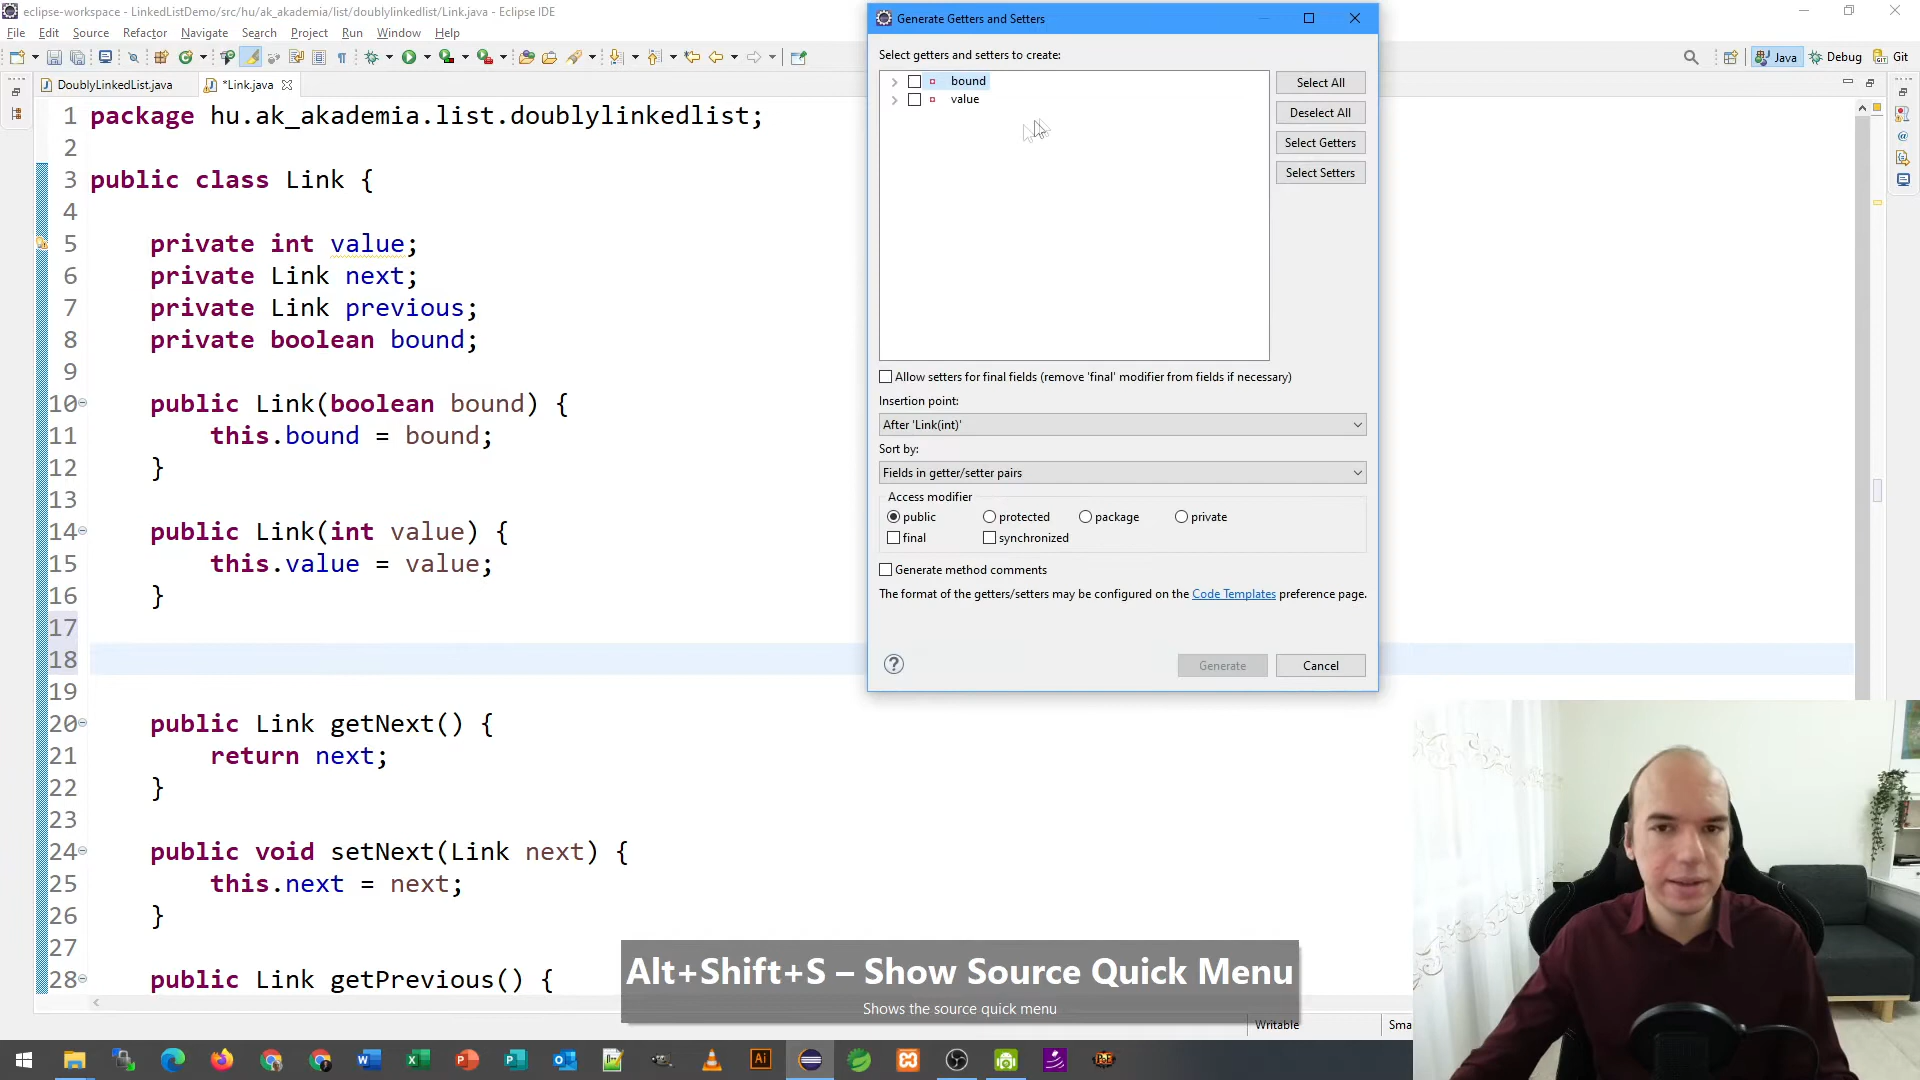 eclipse-workspace - LinkedListDemo/src/hu/ak_akademia/list/doublylinkedlist/Link.java - Eclipse IDE
File Edit Source Refactor Navigate Search Project Run Window Help
Java Debug Git
DoublyLinkedList.java *Link.java
1 package hu.ak_akademia.list.doublylinkedlist;
2
3 public class Link {
4
5 private int value;
6 private Link next;
7 private Link previous;
8 private boolean bound;
9
10 public Link(boolean bound) {
11 this.bound = bound;
12 }
13
14 public Link(int value) {
15 this.value = value;
16 }
17
18
19
20 public Link getNext() {
21 return next;
22 }
23
24 public void setNext(Link next) {
25 this.next = next;
26 }
27
28 public Link getPrevious() {
Generate Getters and Setters
Select getters and setters to create:
bound
value
Select All
Deselect All
Select Getters
Select Setters
Allow setters for final fields (remove 'final' modifier from fields if necessary)
Insertion point:
After 'Link(int)'
Sort by:
Fields in getter/setter pairs
Access modifier
public protected package private
final synchronized
Generate method comments
The format of the getters/setters may be configured on the Code Templates preference page.
? Generate Cancel
Alt+Shift+S – Show Source Quick Menu
Shows the source quick menu
Writable Sma